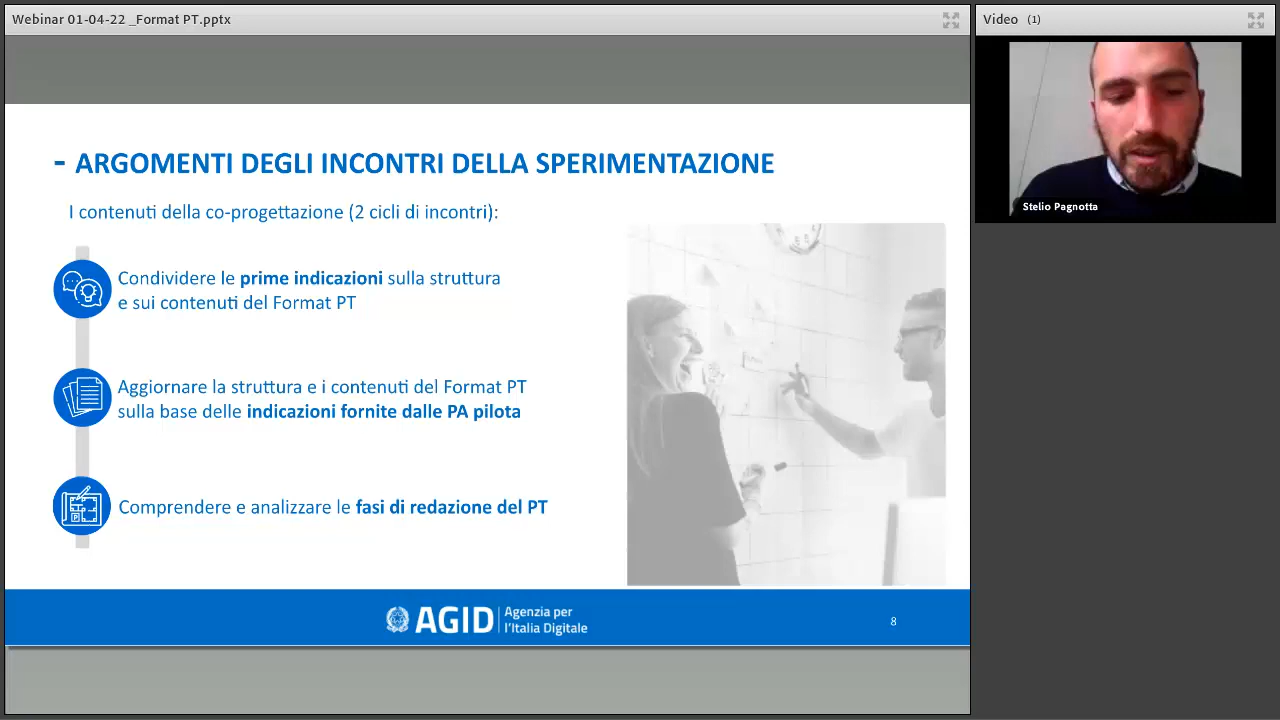 Webinar 01-04-22 _Format PT.pptx
Video (1)
Stelio Pagnotta
- ARGOMENTI DEGLI INCONTRI DELLA SPERIMENTAZIONE
I contenuti della co-progettazione (2 cicli di incontri):
Condividere le prime indicazioni sulla struttura
e sui contenuti del Format PT
Aggiornare la struttura e i contenuti del Format PT
sulla base delle indicazioni fornite dalle PA pilota
Comprendere e analizzare le fasi di redazione del PT
AGID
Agenzia per
l'Italia Digitale
8